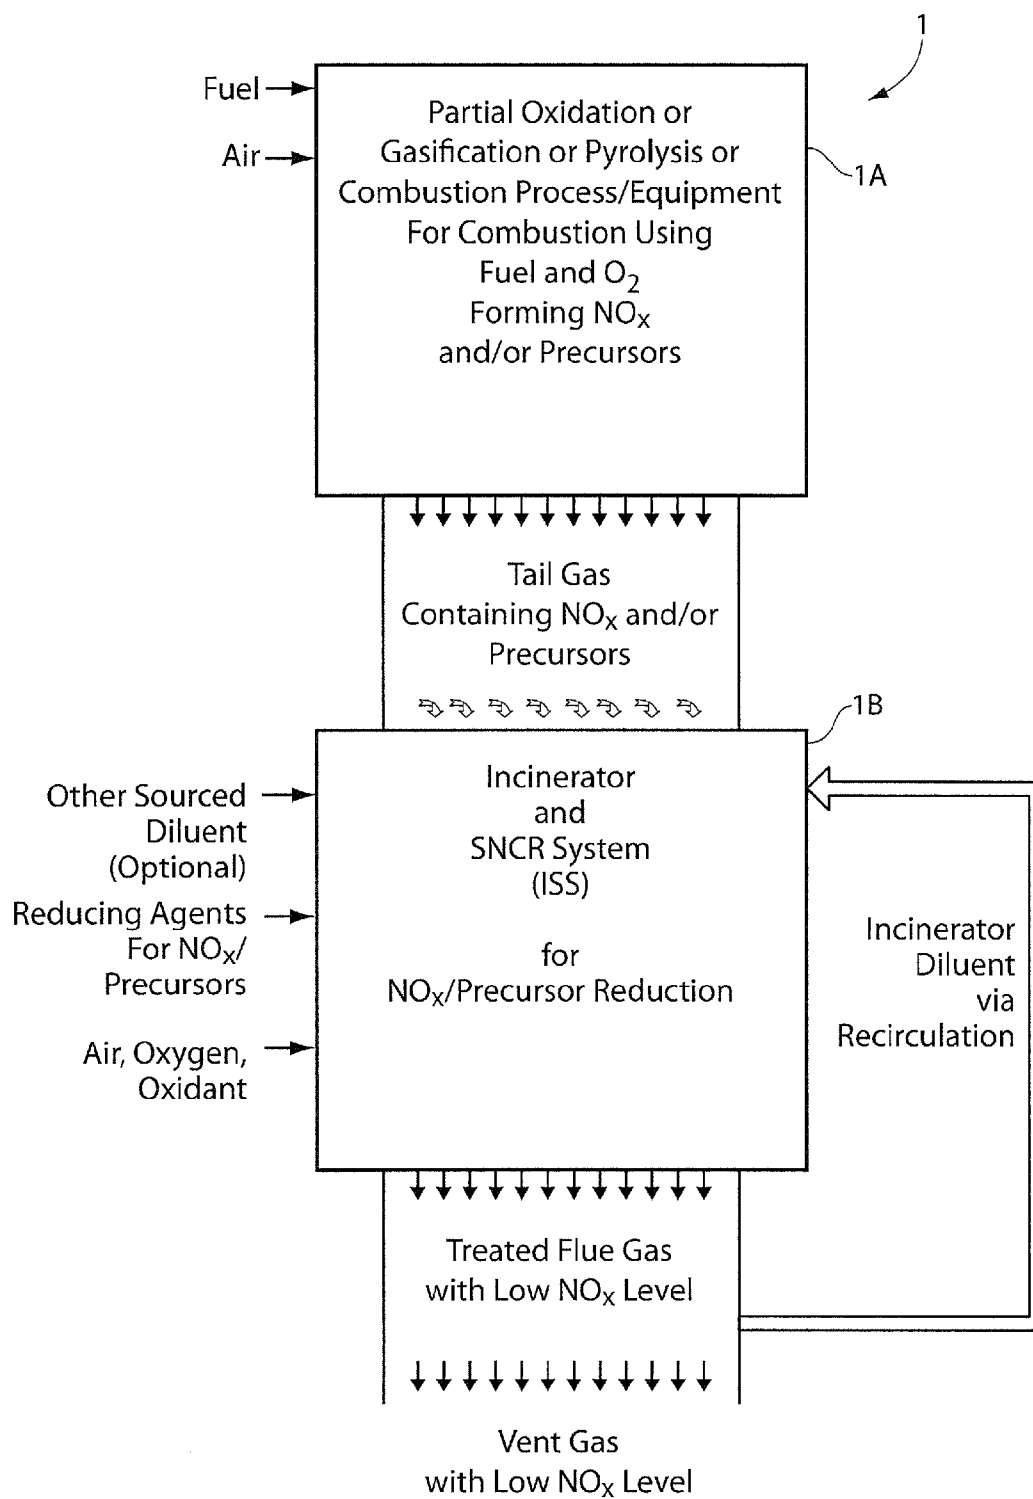 1
Fuel
Air
Partial Oxidation or
Gasification or Pyrolysis or
Combustion Process/Equipment
For Combustion Using
Fuel and O2
Forming NOx
and/or Precursors
1A
Tail Gas
Containing NOx and/or
Precursors
1B
Other Sourced
Diluent
(Optional)
Reducing Agents
For NOx/
Precursors
Air, Oxygen,
Oxidant
Incinerator
and
SNCR System
(ISS)
for
NOx/Precursor Reduction
Incinerator
Diluent
via
Recirculation
Treated Flue Gas
with Low NOx Level
Vent Gas
with Low NOx Level